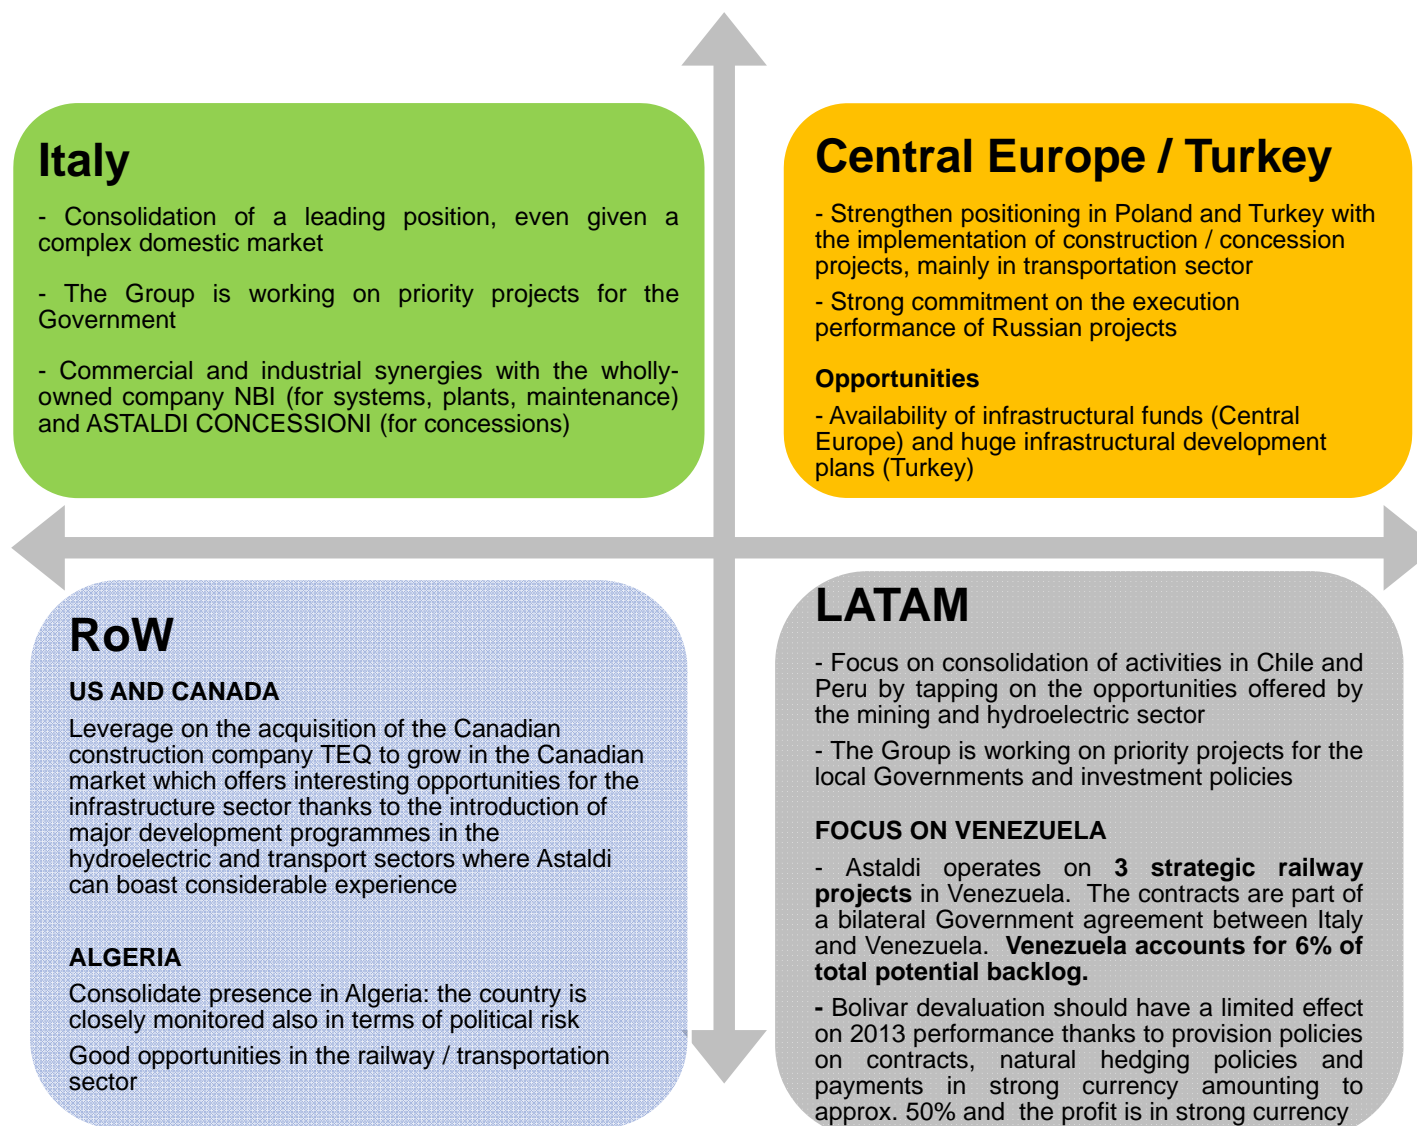 Italy
- Consolidation of a leading position, even given a
complex domestic market
- The Group is working on priority projects for the
Government
- Commercial and industrial synergies with the wholly-
owned company NBI (for systems, plants, maintenance)
and ASTALDI CONCESSIONI (for concessions)
Central Europe / Turkey
- Strengthen positioning in Poland and Turkey with
the implementation of construction / concession
projects, mainly in transportation sector
- Strong commitment on the execution
performance of Russian projects
Opportunities
- Availability of infrastructural funds (Central
Europe) and huge infrastructural development
plans (Turkey)
RoW
US AND CANADA
Leverage on the acquisition of the Canadian
construction company TEQ to grow in the Canadian
market which offers interesting opportunities for the
infrastructure sector thanks to the introduction of
major development programmes in the
hydroelectric and transport sectors where Astaldi
can boast considerable experience
ALGERIA
Consolidate presence in Algeria: the country is
closely monitored also in terms of political risk
Good opportunities in the railway / transportation
sector
LATAM
- Focus on consolidation of activities in Chile and
Peru by tapping on the opportunities offered by
the mining and hydroelectric sector
- The Group is working on priority projects for the
local Governments and investment policies
FOCUS ON VENEZUELA
- Astaldi operates on 3 strategic railway
projects in Venezuela. The contracts are part of
a bilateral Government agreement between Italy
and Venezuela. Venezuela accounts for 6% of
total potential backlog.
- Bolivar devaluation should have a limited effect
on 2013 performance thanks to provision policies
on contracts, natural hedging policies and
payments in strong currency amounting to
approx. 50% and the profit is in strong currency